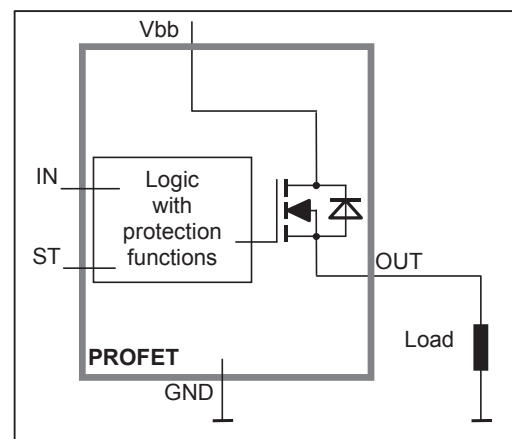 Vbb
IN
Logic
with
protection
functions
ST
OUT
Load
PROFET
GND